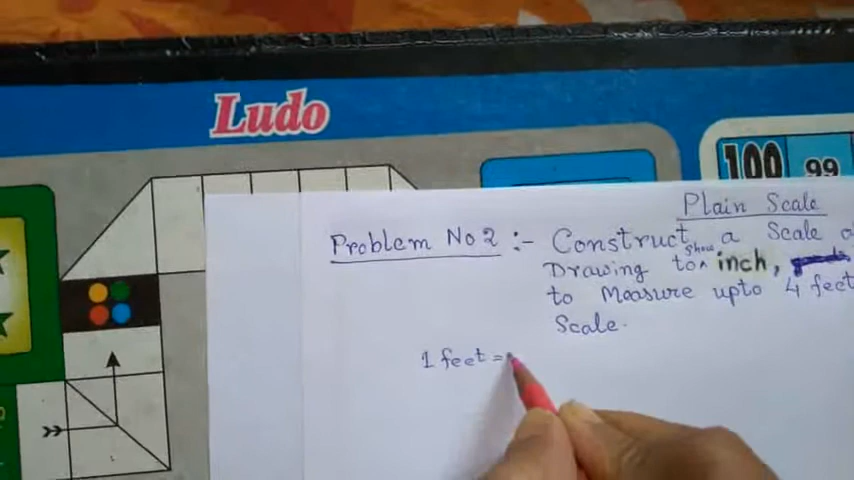 Ludo
100 99
Plain Scale
Problem No 2 :- Construct a Scale
Drawing to show inch,
to Measure upto 4 feet
Scale.
1 feet =